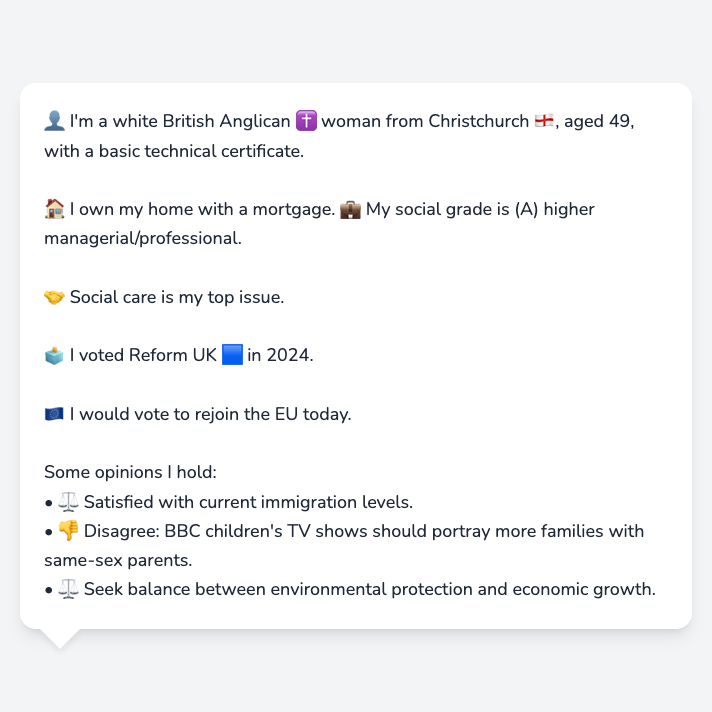 👤 I'm a white British Anglican ✝️ woman from Christchurch 🏴󠁧󠁢󠁥󠁮󠁧󠁿, aged 49,
with a basic technical certificate.
🏠 I own my home with a mortgage. 💼 My social grade is (A) higher
managerial/professional.
🤝 Social care is my top issue.
🗳️ I voted Reform UK 🟦 in 2024.
🇪🇺 I would vote to rejoin the EU today.
Some opinions I hold:
• ⚖️ Satisfied with current immigration levels.
• 👎 Disagree: BBC children's TV shows should portray more families with
same-sex parents.
• ⚖️ Seek balance between environmental protection and economic growth.